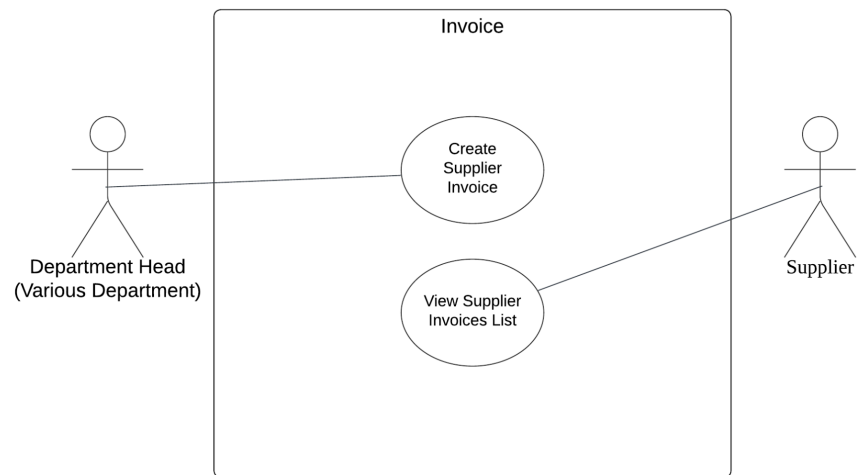 Invoice
Create
Supplier
Invoice
Department Head
(Various Department)
Supplier
View Supplier
Invoices List